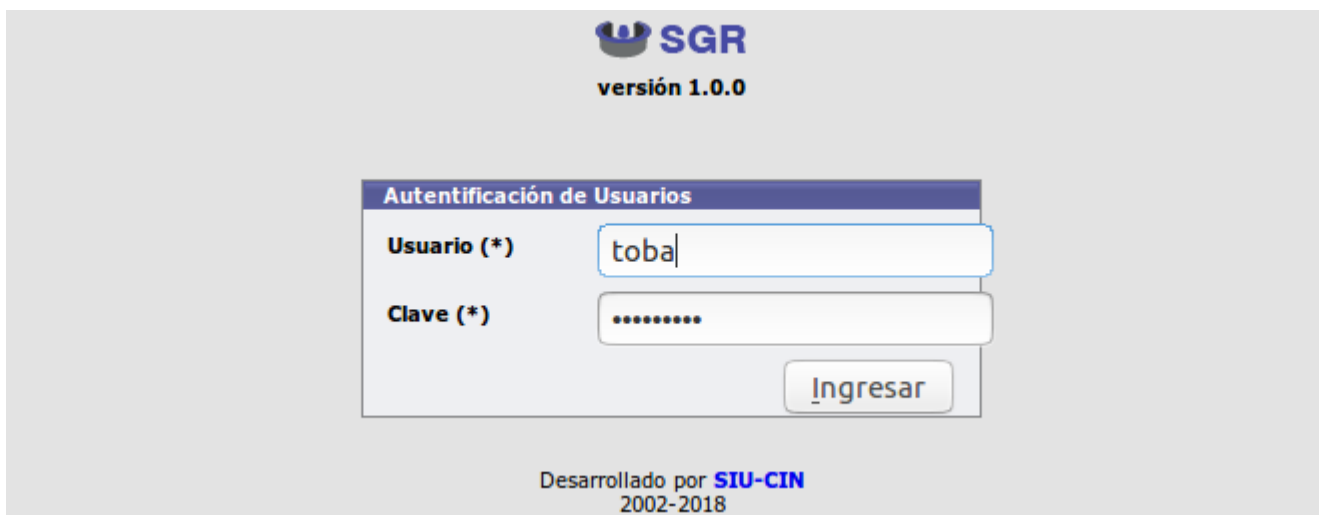 SGR
versión 1.0.0
Autentificación de Usuarios
Usuario (*)
toba
Clave (*)
•••••••••
Ingresar
Desarrollado por SIU-CIN
2002-2018